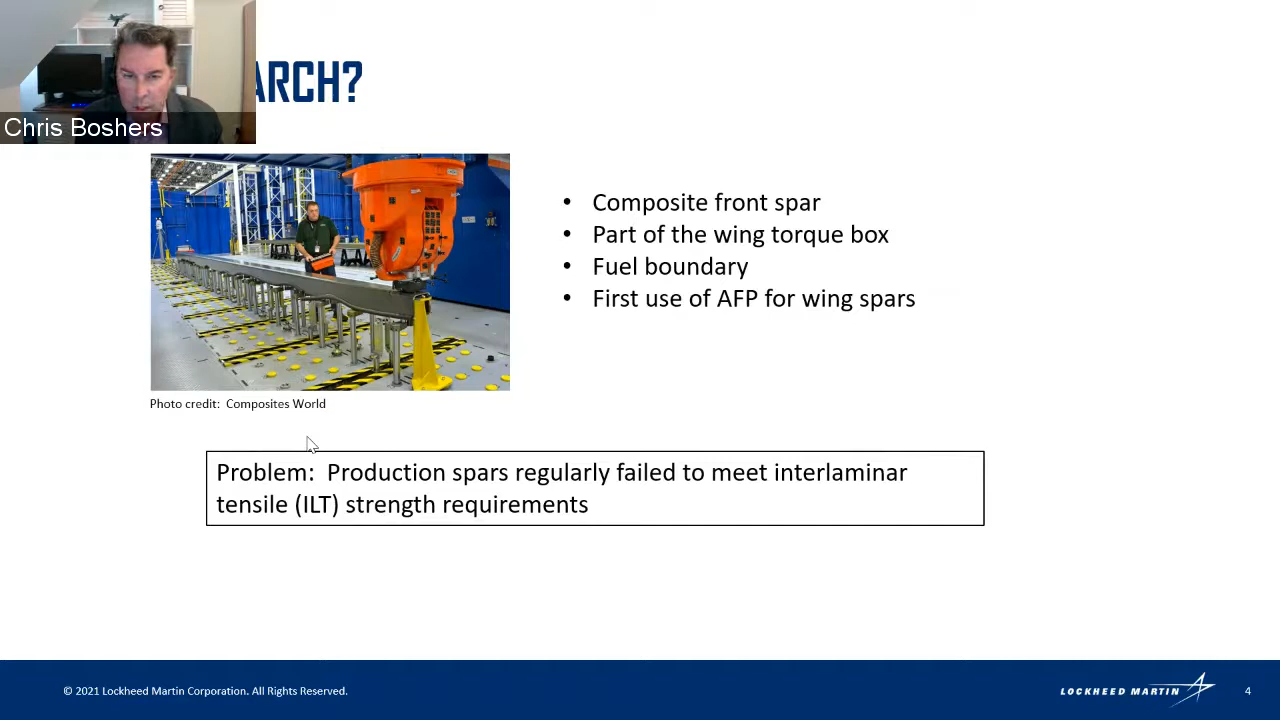 ARCH?
Chris Boshers
Composite front spar
Part of the wing torque box
Fuel boundary
First use of AFP for wing spars
Photo credit: Composites World
Problem: Production spars regularly failed to meet interlaminar
tensile (ILT) strength requirements
© 2021 Lockheed Martin Corporation. All Rights Reserved.
LOCKHEED MARTIN
4